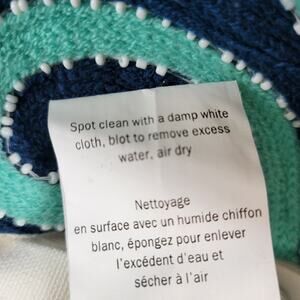 Spot clean with a damp white
cloth, blot to remove excess
water, air dry
Nettoyage
en surface avec un humide chiffon
blanc, épongez pour enlever
l'excédent d'eau et
sécher à l'air